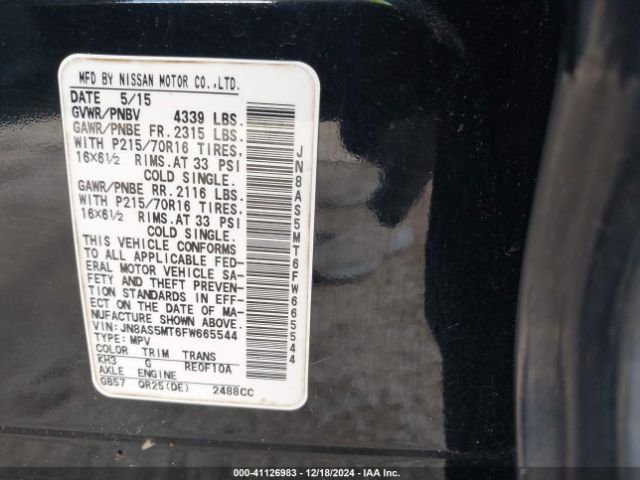 MFD BY NISSAN MOTOR CO.,LTD.
DATE 5/15
GVWR/PNBV 4339 LBS.
GAWR/PNBE FR. 2315 LBS.
WITH P215/70R16 TIRES,
16X6½ RIMS.AT 33 PSI
COLD SINGLE.
GAWR/PNBE RR. 2116 LBS.
WITH P215/70R16 TIRES,
16X6½ RIMS.AT 33 PSI
COLD SINGLE.
THIS VEHICLE CONFORMS
TO ALL APPLICABLE FED-
ERAL MOTOR VEHICLE SA-
FETY AND THEFT PREVEN-
TION STANDARDS IN EFF-
ECT ON THE DATE OF MA-
NUFACTURE SHOWN ABOVE.
VIN:JN8AS5MT6FW665544
TYPE: MPV
COLOR TRIM TRANS
KH3 G RE0F10A
AXLE ENGINE
GB57 QR25(DE) 2488CC
JN8AS5MT6FW665544
000-41126983 - 12/18/2024 - IAA Inc.